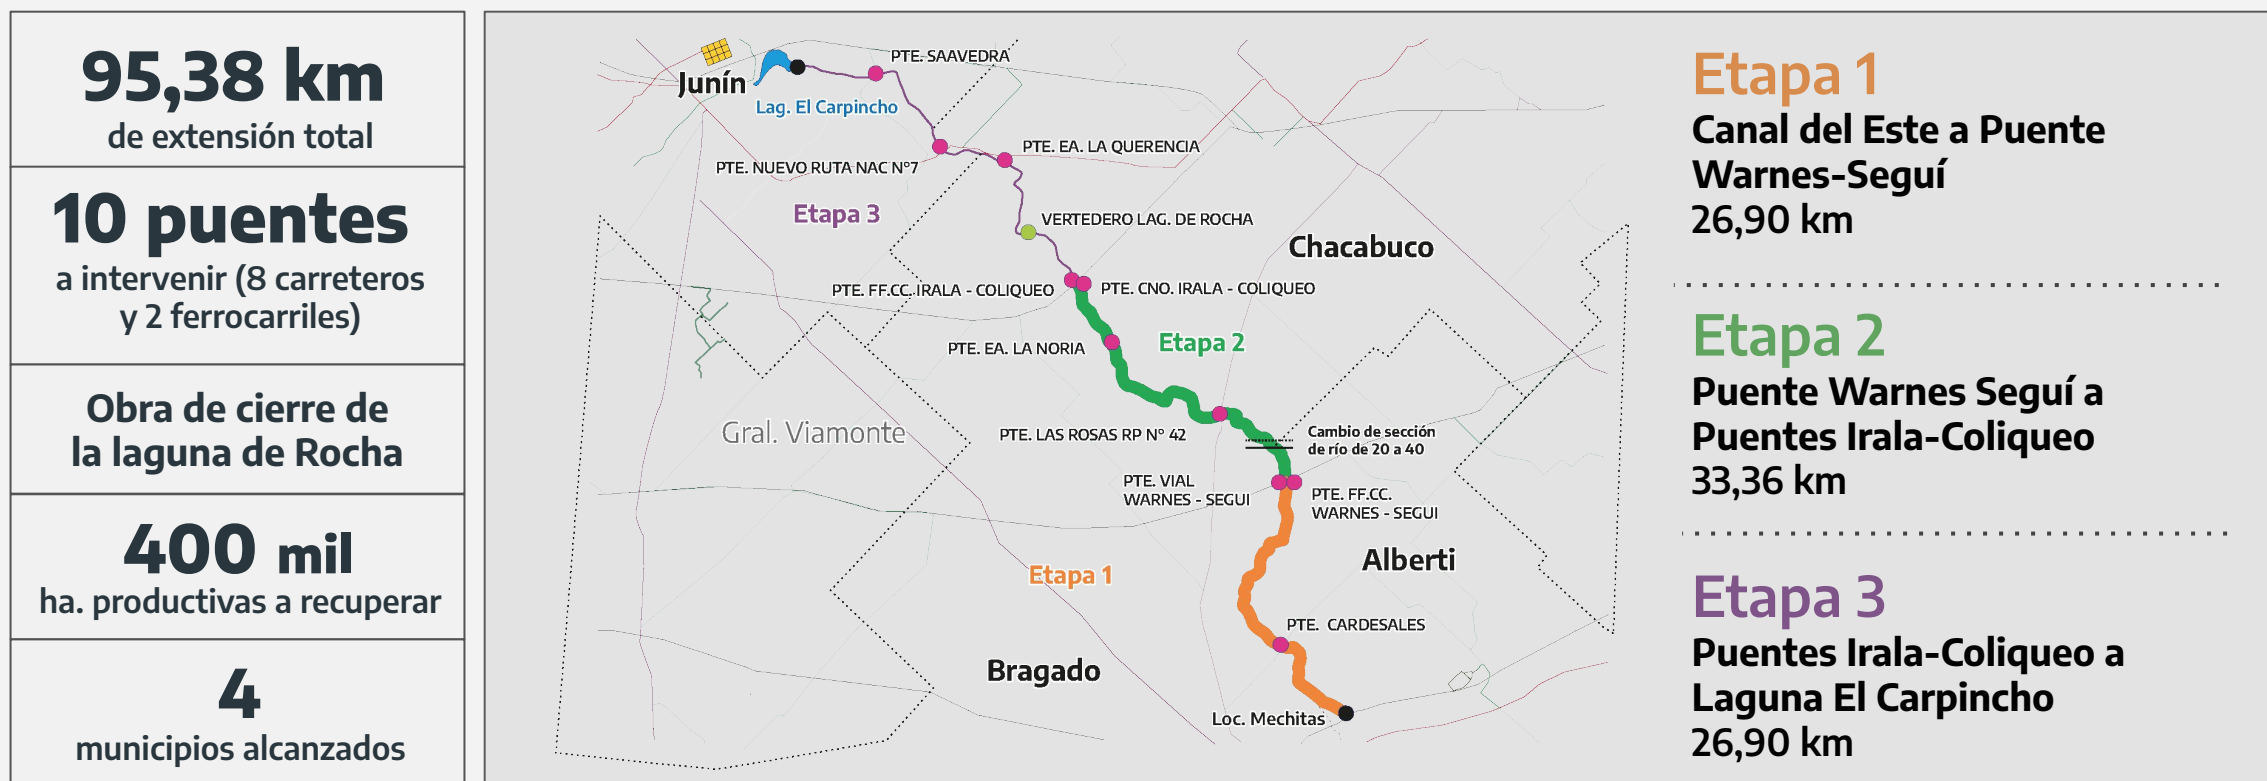 95,38 km
de extensión total
10 puentes
a intervenir (8 carreteros
y 2 ferrocarriles)
Obra de cierre de
la laguna de Rocha
400 mil
ha. productivas a recuperar
4
municipios alcanzados
PTE. SAAVEDRA
Junín
Lag. El Carpincho
PTE. EA. LA QUERENCIA
PTE. NUEVO RUTA NAC N°7
Etapa 3
VERTEDERO LAG. DE ROCHA
Chacabuco
PTE. FF.CC. IRALA - COLIQUEO
PTE. CNO. IRALA - COLIQUEO
PTE. EA. LA NORIA
Etapa 2
Gral. Viamonte
PTE. LAS ROSAS RP N° 42
Cambio de sección
de río de 20 a 40
PTE. VIAL
WARNES - SEGUI
PTE. FF.CC.
WARNES - SEGUI
Alberti
Etapa 1
PTE. CARDESALES
Bragado
Loc. Mechitas
Etapa 1
Canal del Este a Puente
Warnes-Seguí
26,90 km
Etapa 2
Puente Warnes Seguí a
Puentes Irala-Coliqueo
33,36 km
Etapa 3
Puentes Irala-Coliqueo a
Laguna El Carpincho
26,90 km